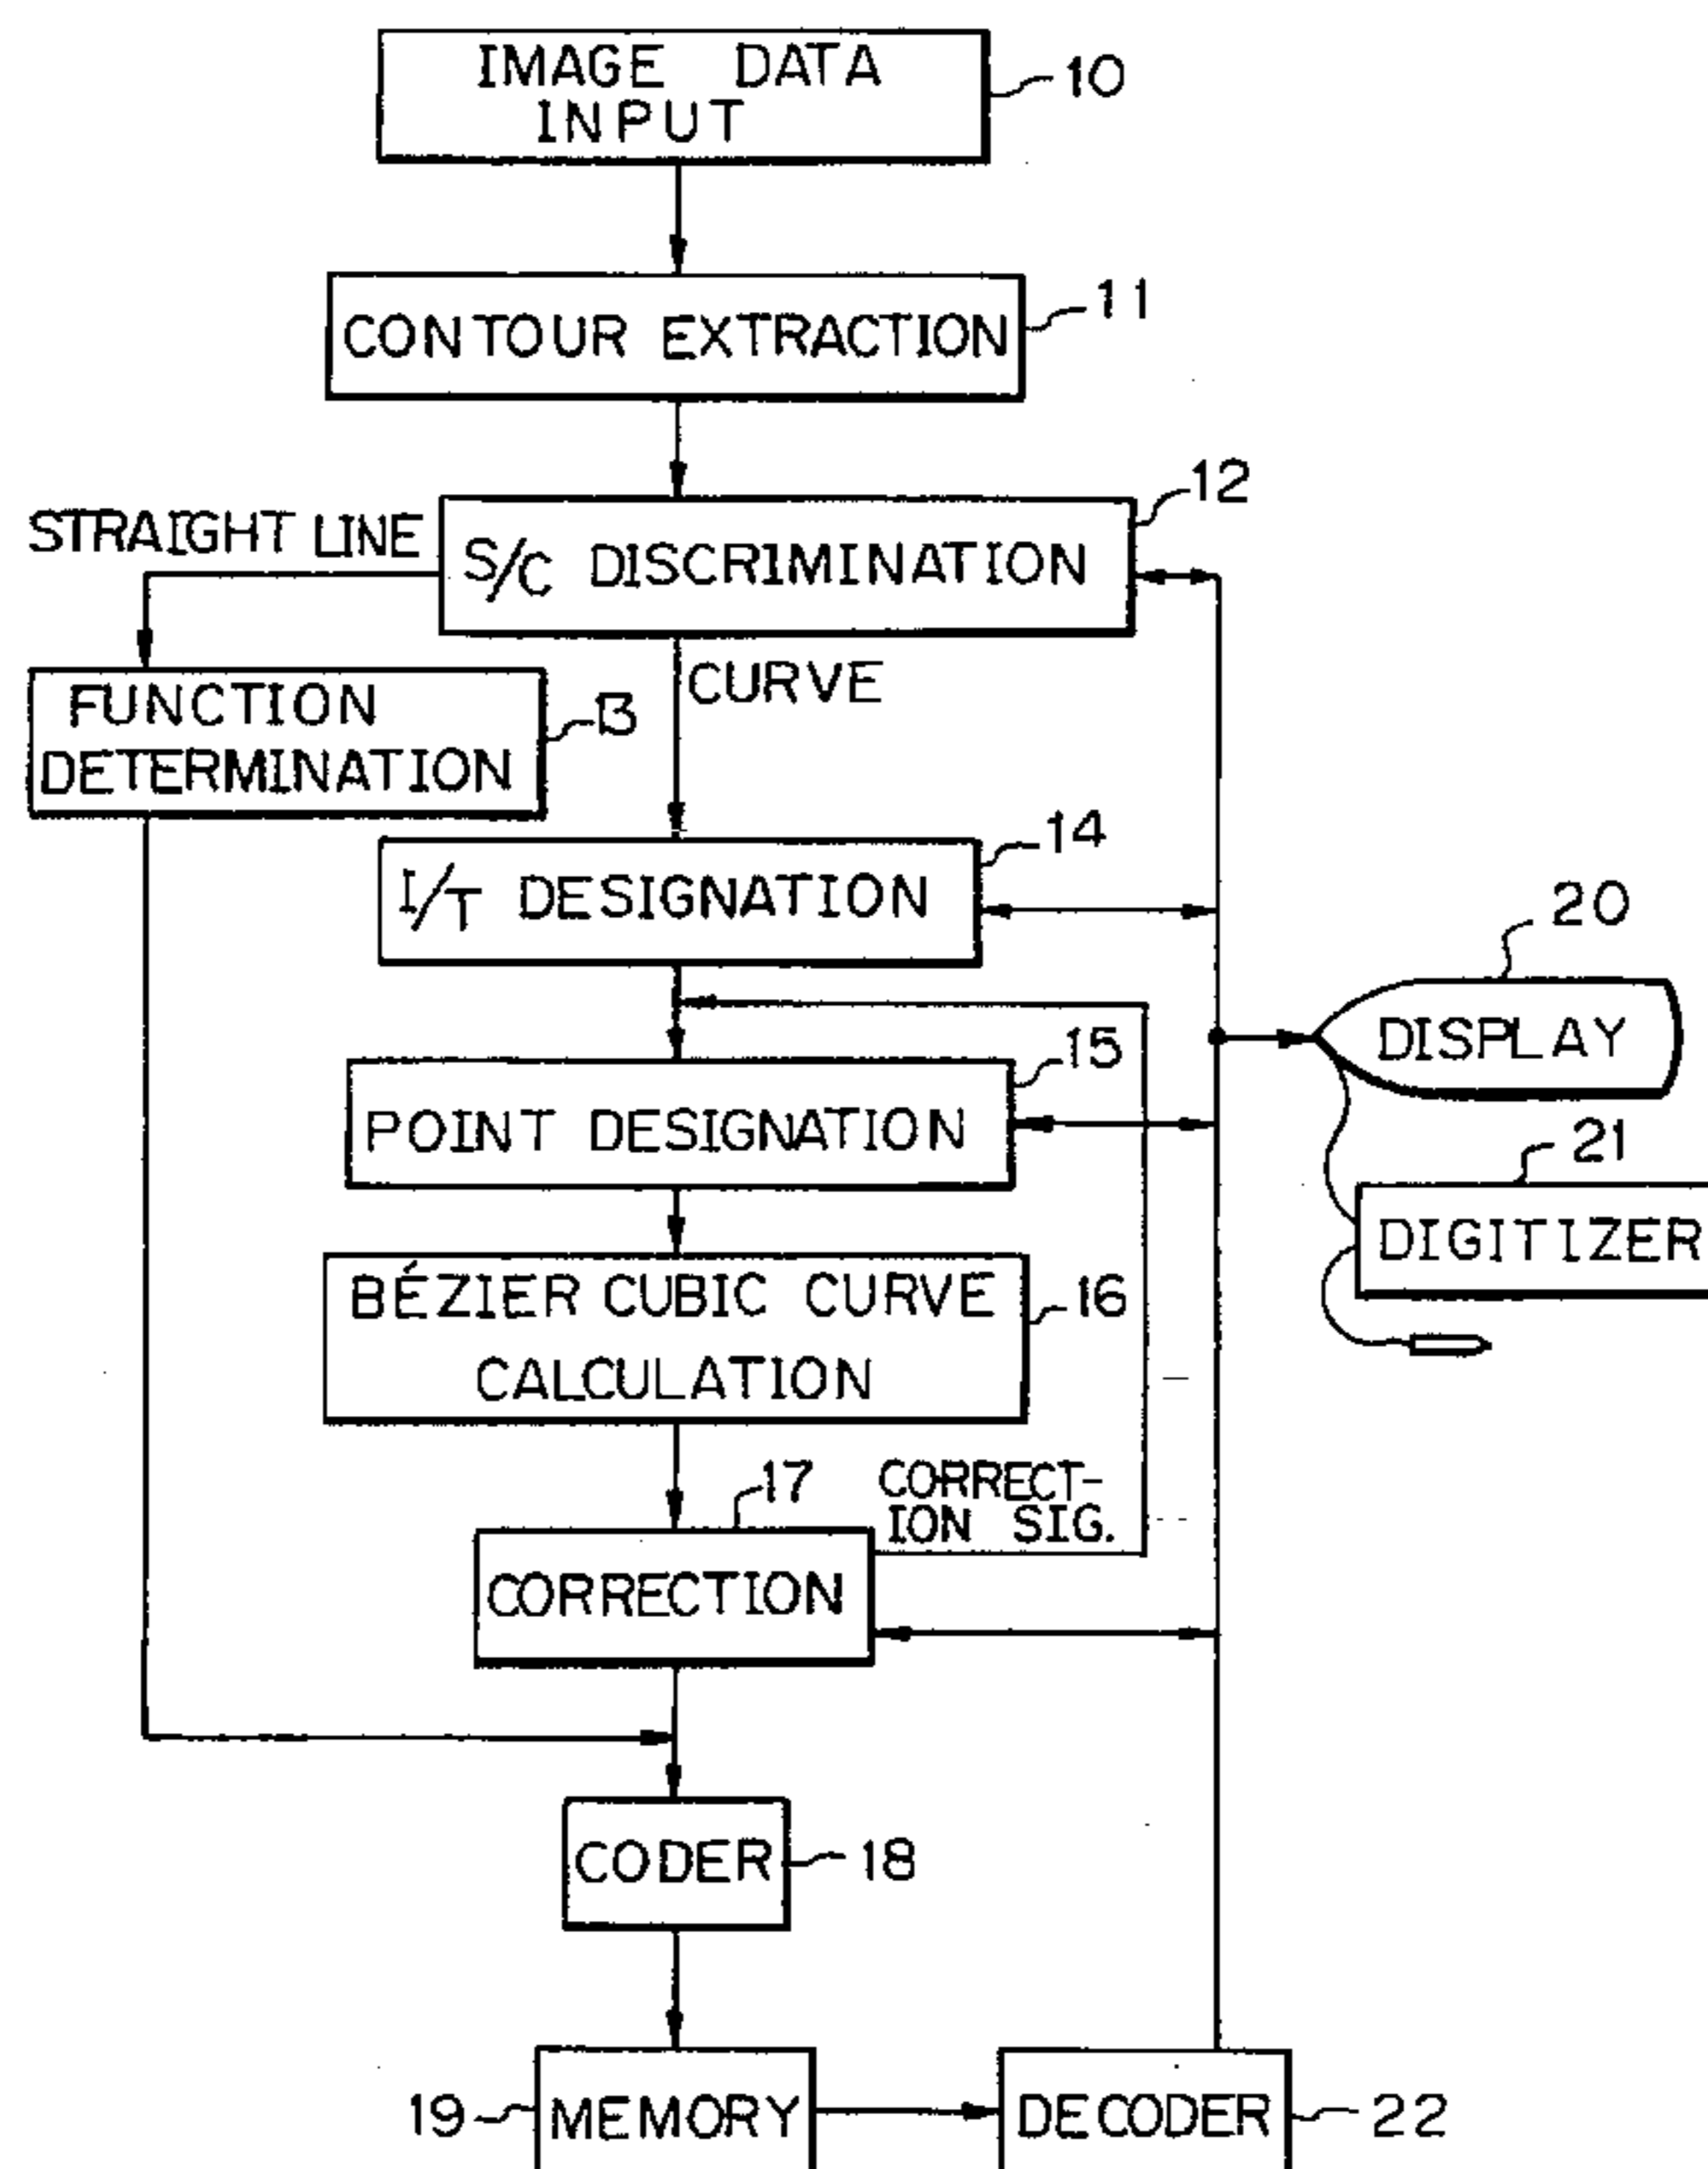 IMAGE DATA
INPUT
10
CONTOUR EXTRACTION
11
12
STRAIGHT LINE
S/C DISCRIMINATION
CURVE
FUNCTION
DETERMINATION
13
14
I/T DESIGNATION
20
DISPLAY
15
POINT DESIGNATION
21
DIGITIZER
BÉZIER CUBIC CURVE
CALCULATION
16
17
CORRECT-
ION SIG.
CORRECTION
CODER
18
19
MEMORY
DECODER
22